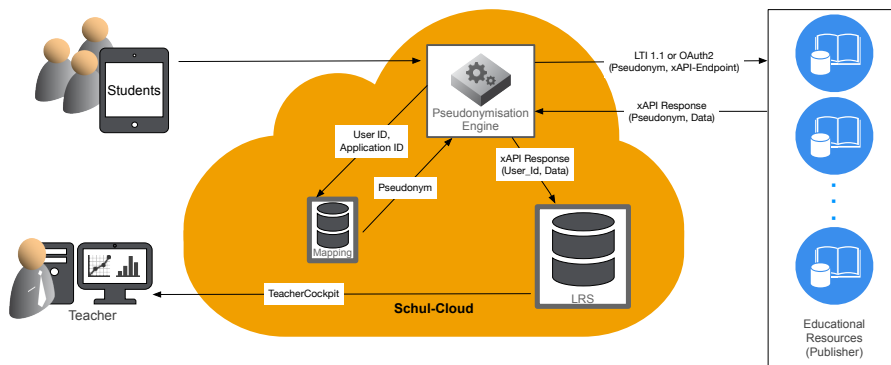 Students
Pseudonymisation
Engine
LTI 1.1 or OAuth2
(Pseudonym, xAPI-Endpoint)
xAPI Response
(Pseudonym, Data)
User ID,
Application ID
xAPI Response
(User_Id, Data)
Pseudonym
Mapping
TeacherCockpit
LRS
Schul-Cloud
Teacher
Educational
Resources
(Publisher)